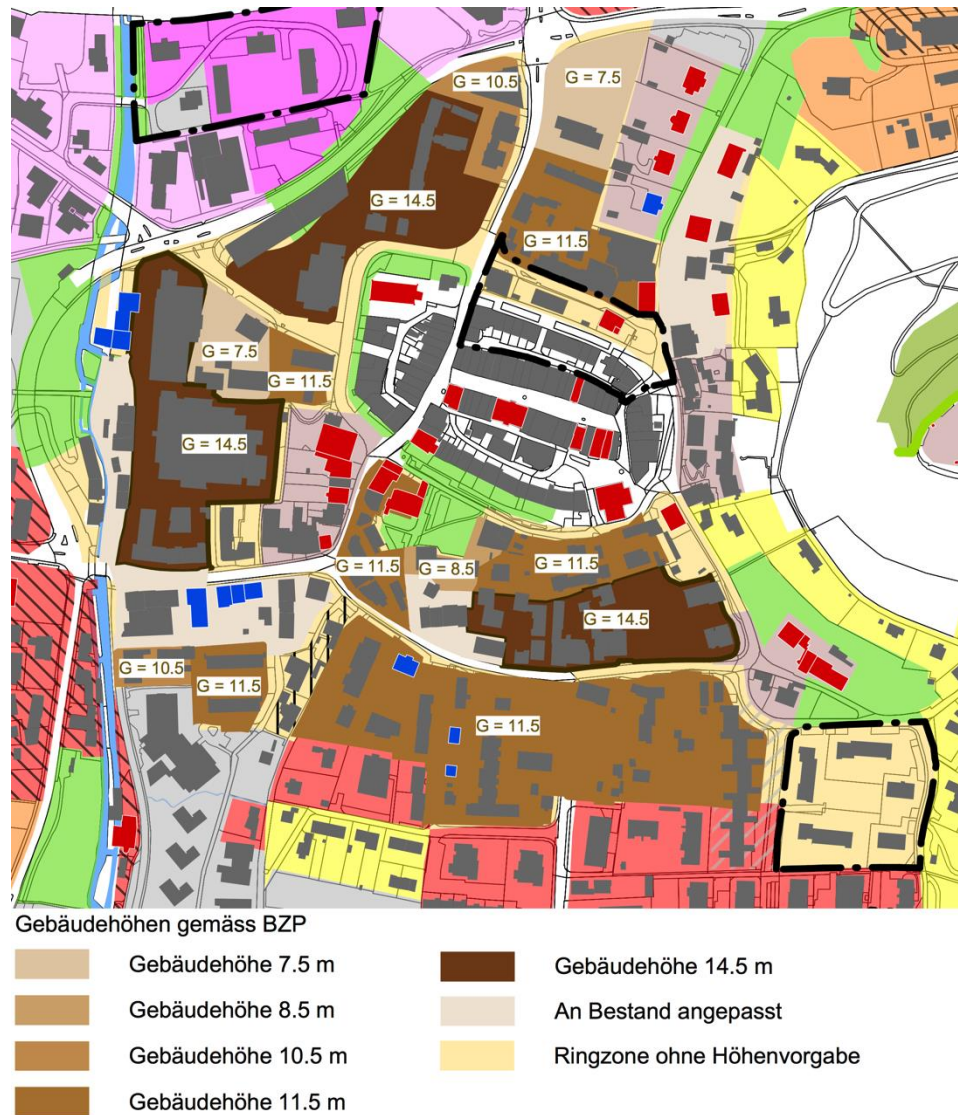 G = 10.5
G = 7.5
G = 14.5
G = 11.5
G = 7.5
G = 11.5
G = 14.5
G = 11.5
G = 8.5
G = 11.5
G = 14.5
G = 10.5
G = 11.5
G = 11.5
Gebäudehöhen gemäss BZP
Gebäudehöhe 7.5 m
Gebäudehöhe 8.5 m
Gebäudehöhe 10.5 m
Gebäudehöhe 11.5 m
Gebäudehöhe 14.5 m
An Bestand angepasst
Ringzone ohne Höhenvorgabe